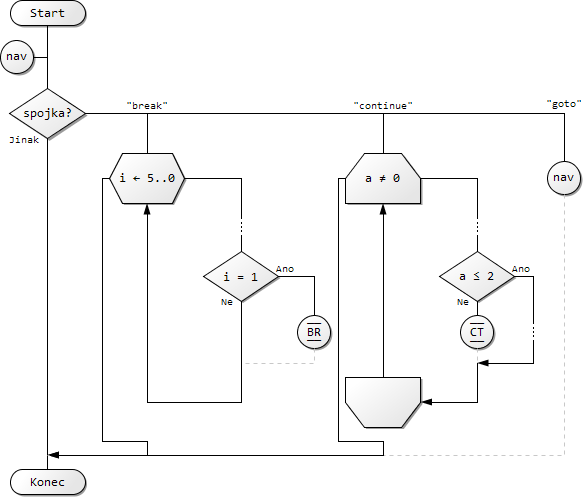 Start
nav
spojka?
Jinak
"break"
"continue"
"goto"
i ← 5..0
a ≠ 0
nav
i = 1
Ano
Ne
a ≤ 2
Ano
Ne
BR
CT
Konec